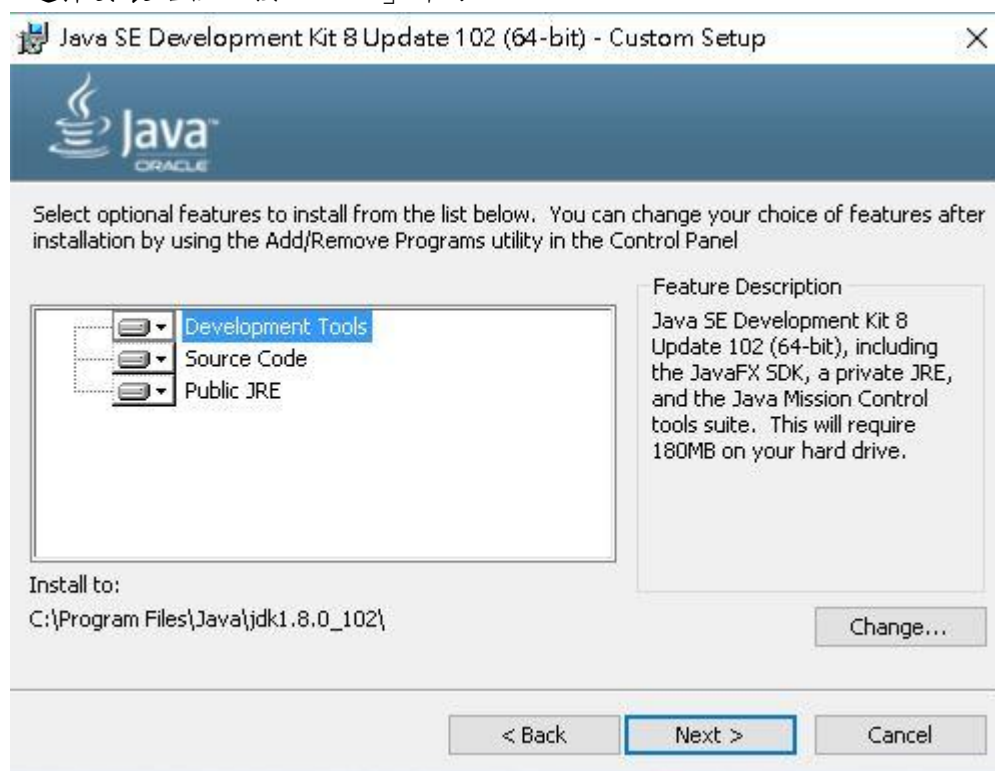 Java SE Development Kit 8 Update 102 (64-bit) - Custom Setup
Java™
ORACLE
Select optional features to install from the list below. You can change your choice of features after
installation by using the Add/Remove Programs utility in the Control Panel
Development Tools
Source Code
Public JRE
Feature Description
Java SE Development Kit 8
Update 102 (64-bit), including
the JavaFX SDK, a private JRE,
and the Java Mission Control
tools suite. This will require
180MB on your hard drive.
Install to:
C:\Program Files\Java\jdk1.8.0_102\
Change...
< Back
Next >
Cancel